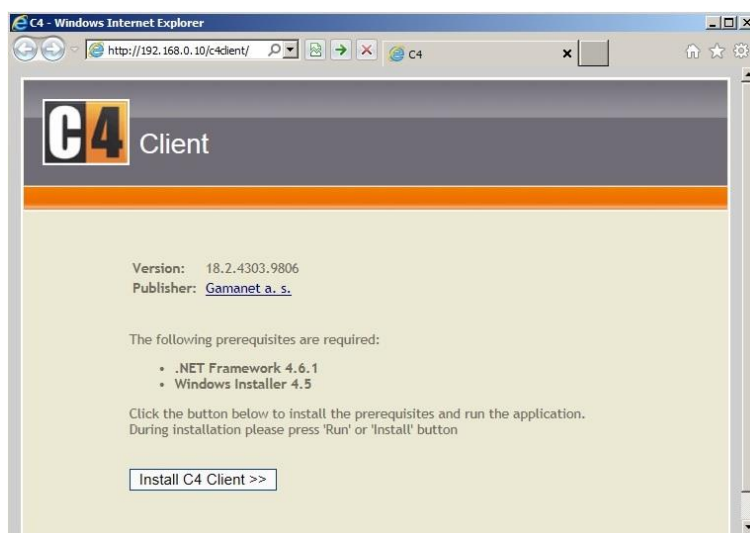 C4 - Windows Internet Explorer
http://192.168.0.10/c4client/
C4
C4 Client
Version: 18.2.4303.9806
Publisher: Gamanet a. s.
The following prerequisites are required:
• .NET Framework 4.6.1
• Windows Installer 4.5
Click the button below to install the prerequisites and run the application.
During installation please press 'Run' or 'Install' button
Install C4 Client >>